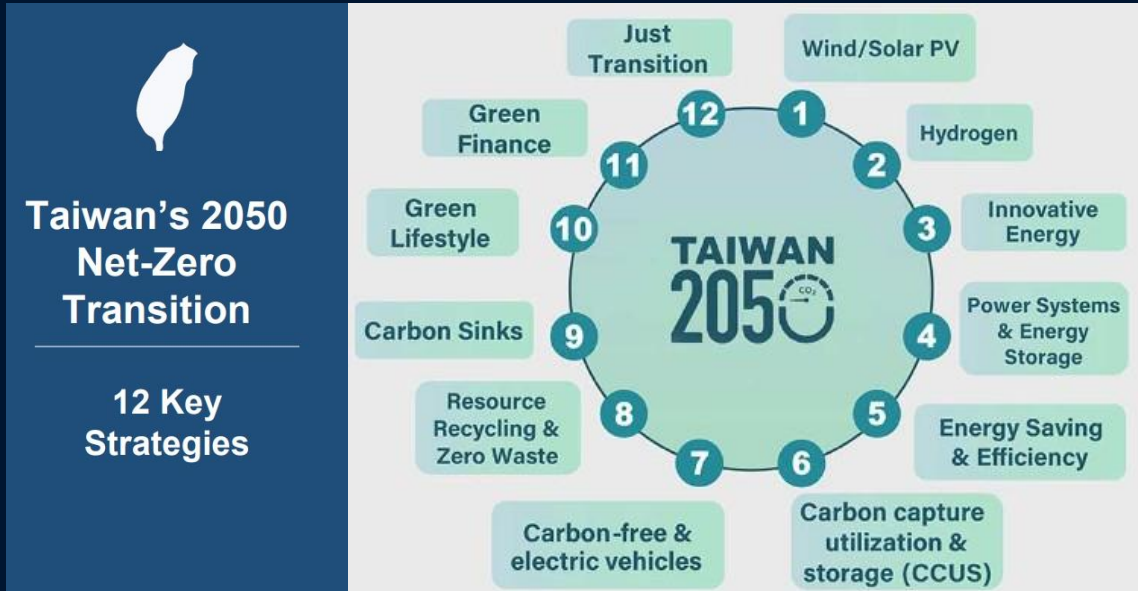 Taiwan's 2050
Net-Zero
Transition
12 Key
Strategies
TAIWAN
2050
CO₂
1
Wind/Solar PV
2
Hydrogen
3
Innovative
Energy
4
Power Systems
& Energy
Storage
5
Energy Saving
& Efficiency
6
Carbon capture
utilization &
storage (CCUS)
7
Carbon-free &
electric vehicles
8
Resource
Recycling &
Zero Waste
9
Carbon Sinks
10
Green
Lifestyle
11
Green
Finance
12
Just
Transition